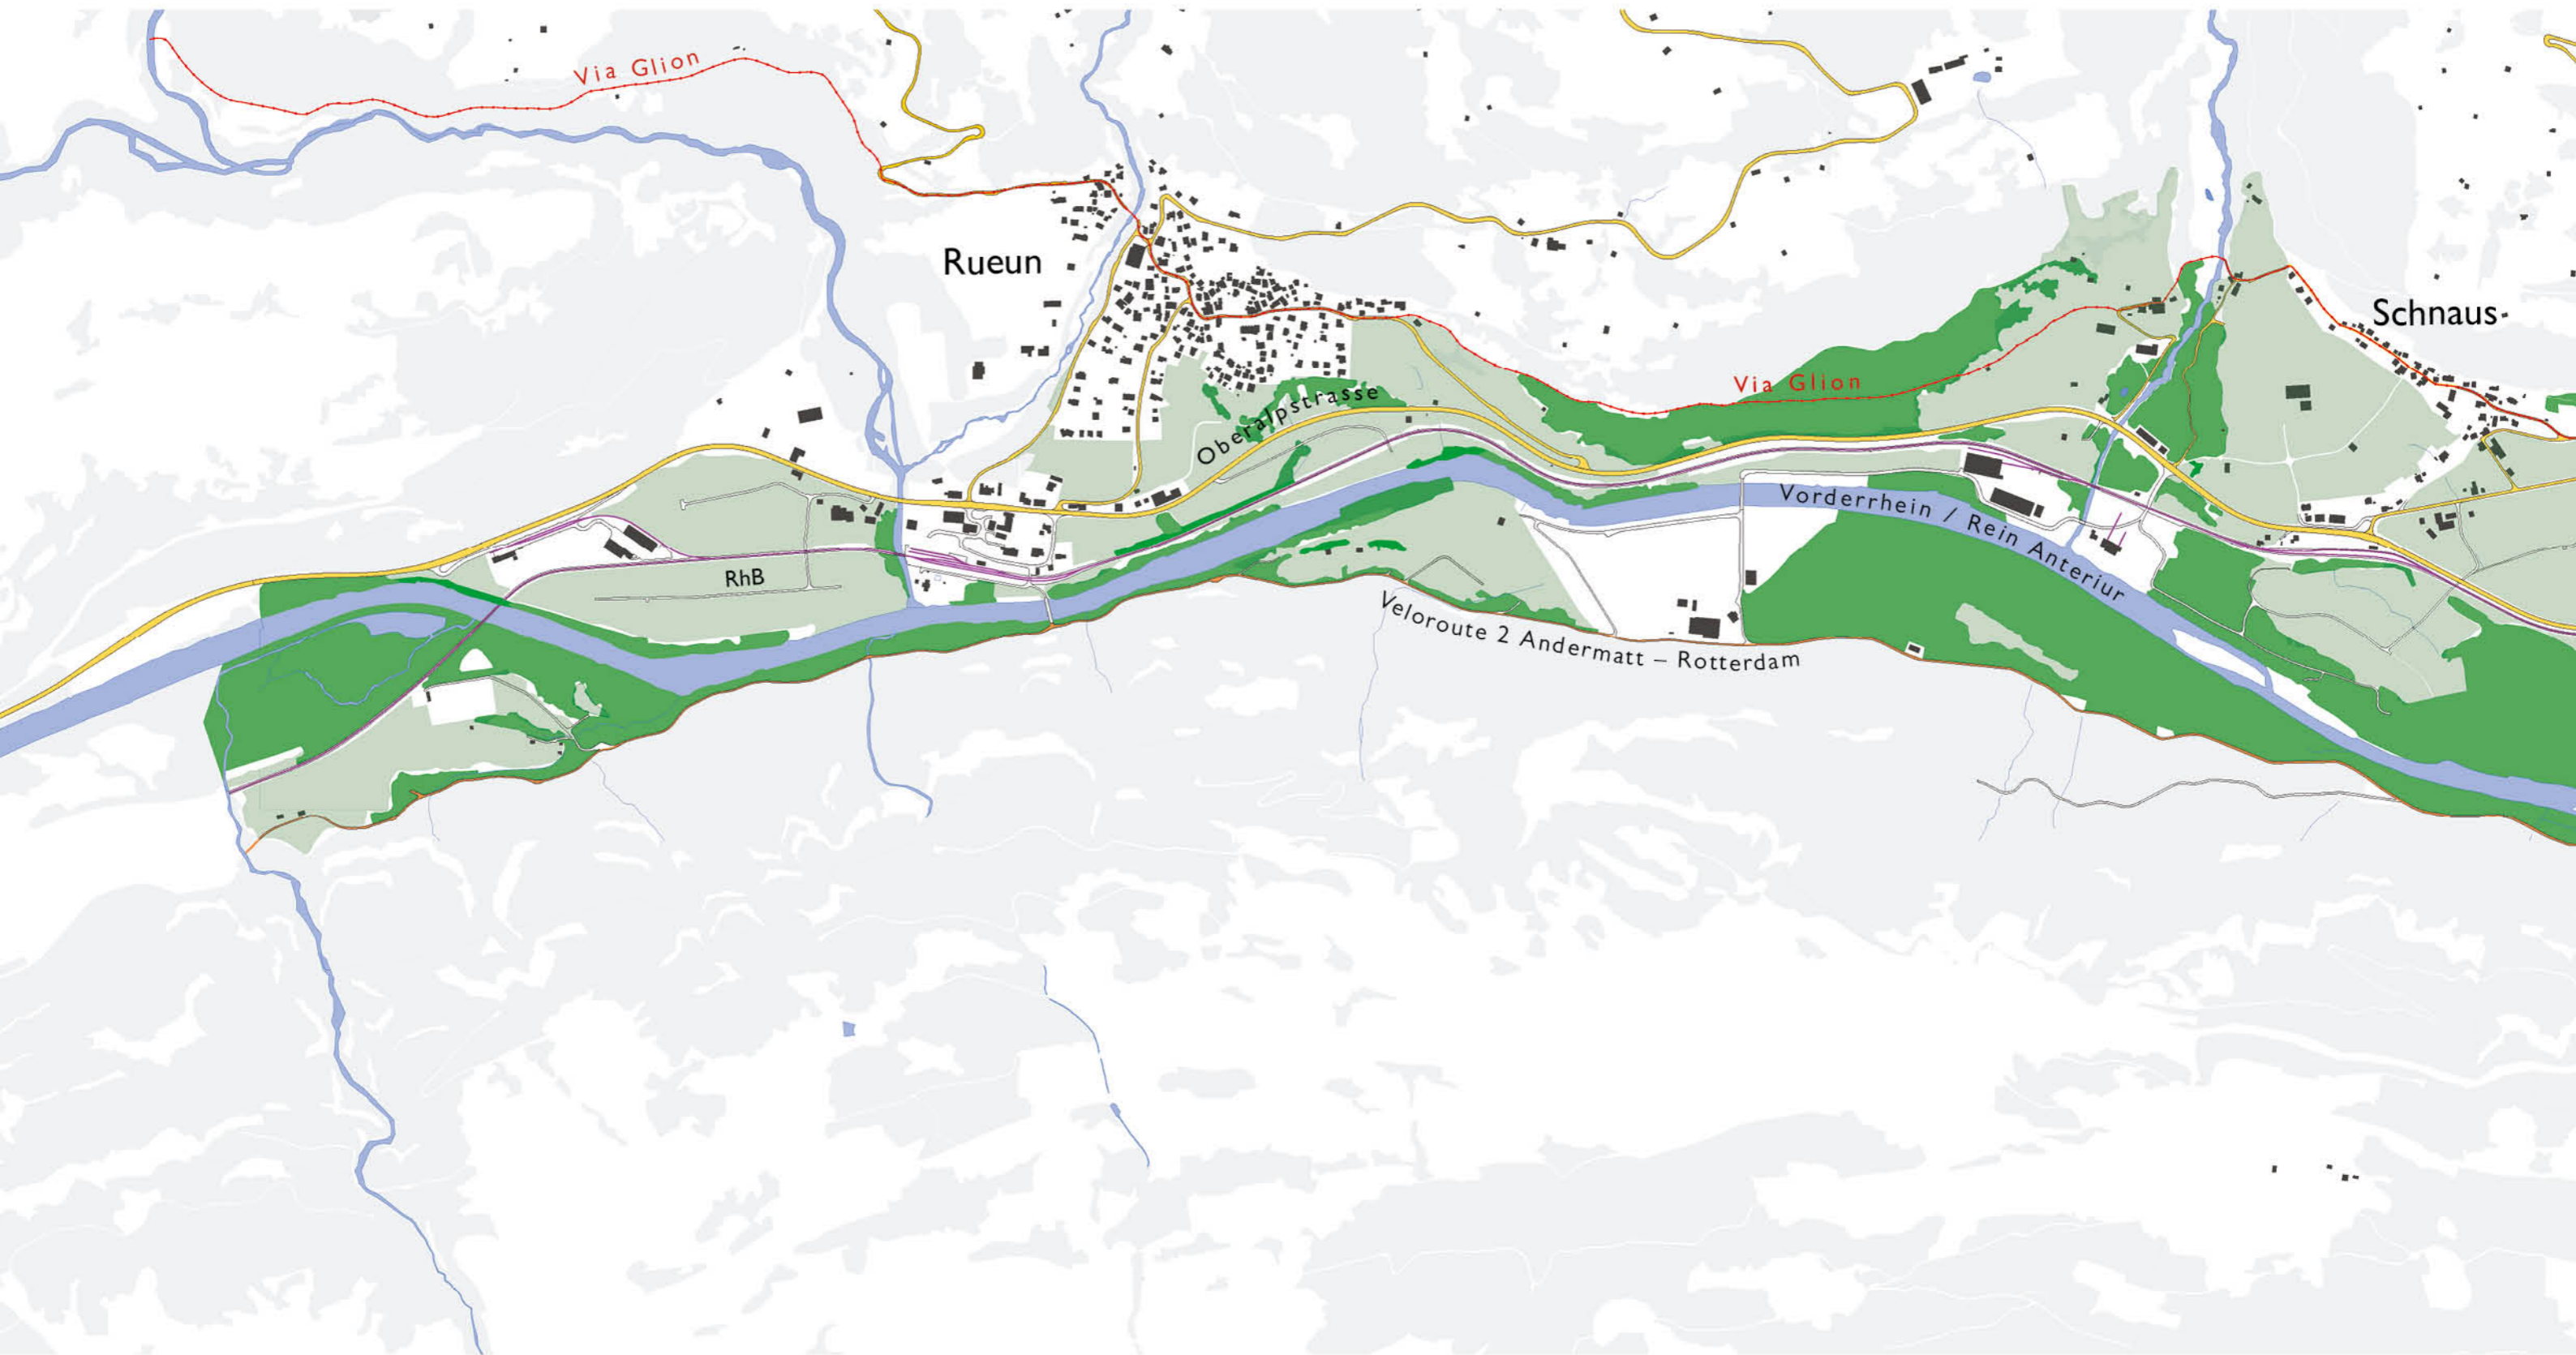 Via Glion
Rueun
Schnaus
Via Glion
Oberalpstrasse
Vorderrhein / Rein Anteriur
RhB
Veloroute 2 Andermatt – Rotterdam